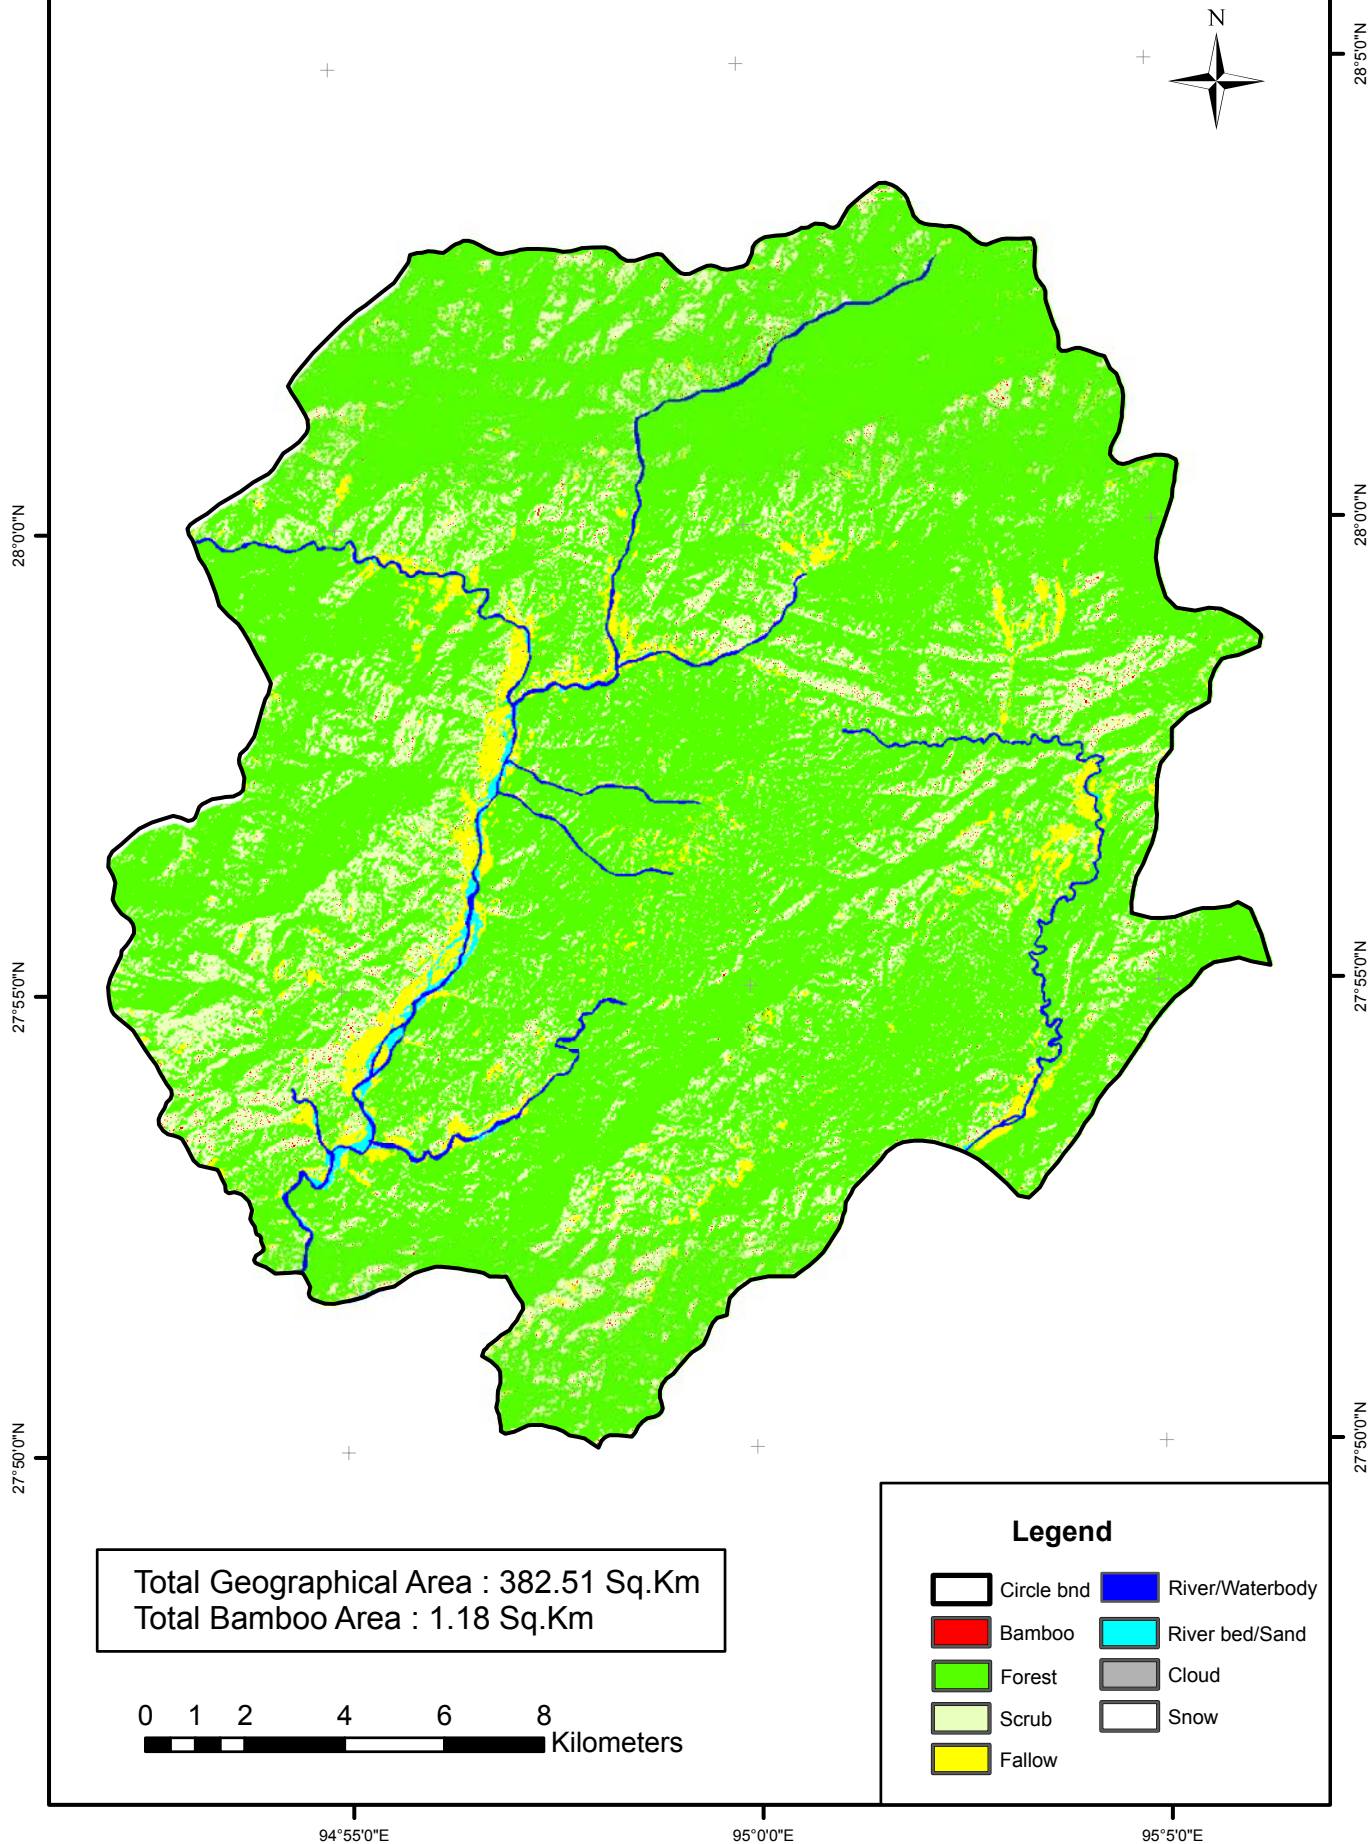 N
28°5'0"N
28°0'0"N
28°0'0"N
27°55'0"N
27°55'0"N
27°50'0"N
27°50'0"N
Total Geographical Area : 382.51 Sq.Km
Total Bamboo Area : 1.18 Sq.Km
0 1 2 4 6 8
Kilometers
Legend
Circle bnd
Bamboo
Forest
Scrub
Fallow
River/Waterbody
River bed/Sand
Cloud
Snow
94°55'0"E
95°0'0"E
95°5'0"E